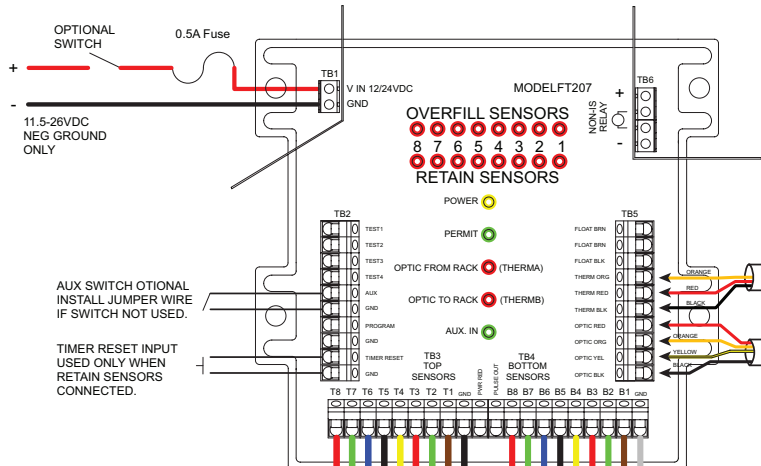 OPTIONAL
SWITCH
0.5A Fuse
+
-
11.5-26VDC
NEG GROUND
ONLY
TB1
V IN 12/24VDC
GND
MODELFT207
TB6
+
-
NON-IS
RELAY
OVERFILL SENSORS
8 7 6 5 4 3 2 1
RETAIN SENSORS
POWER
PERMIT
OPTIC FROM RACK (THERMA)
OPTIC TO RACK (THERMB)
AUX. IN
TB2
TEST1
TEST2
TEST3
TEST4
AUX
GND
PROGRAM
GND
TIMER RESET
GND
AUX SWITCH OTIONAL
INSTALL JUMPER WIRE
IF SWITCH NOT USED.
TIMER RESET INPUT
USED ONLY WHEN
RETAIN SENSORS
CONNECTED.
TB5
FLOAT BRN
FLOAT BRN
FLOAT BLK
THERM ORG
THERM RED
THERM BLK
OPTIC RED
OPTIC ORG
OPTIC YEL
OPTIC BLK
ORANGE
RED
BLACK
ORANGE
YELLOW
BLACK
TB3
TOP
SENSORS
TB4
BOTTOM
SENSORS
T8 T7 T6 T5 T4 T3 T2 T1 GND PWR RED PULSE OUT B8 B7 B6 B5 B4 B3 B2 B1 GND